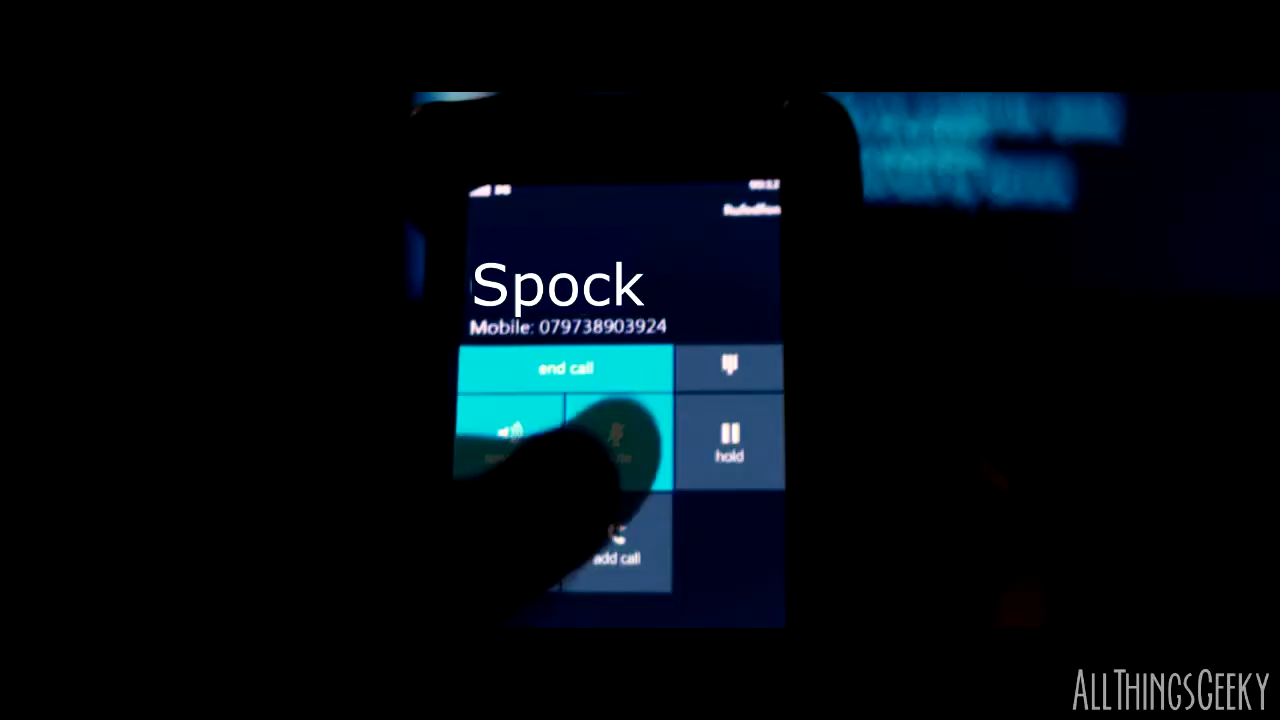 Spock
Mobile: 079738903924
end call
hold
add call
ALLTHINGSGEEKY